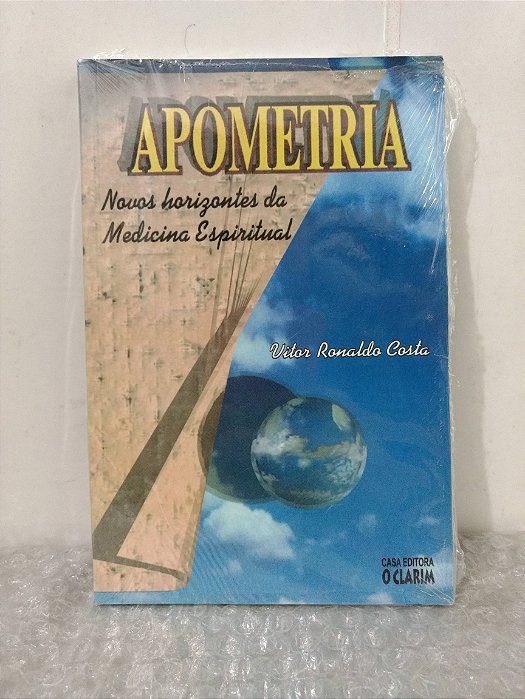 APOMETRIA
Novos horizontes da
Medicina Espiritual
Vitor Ronaldo Costa
CASA EDITORA
O CLARIM